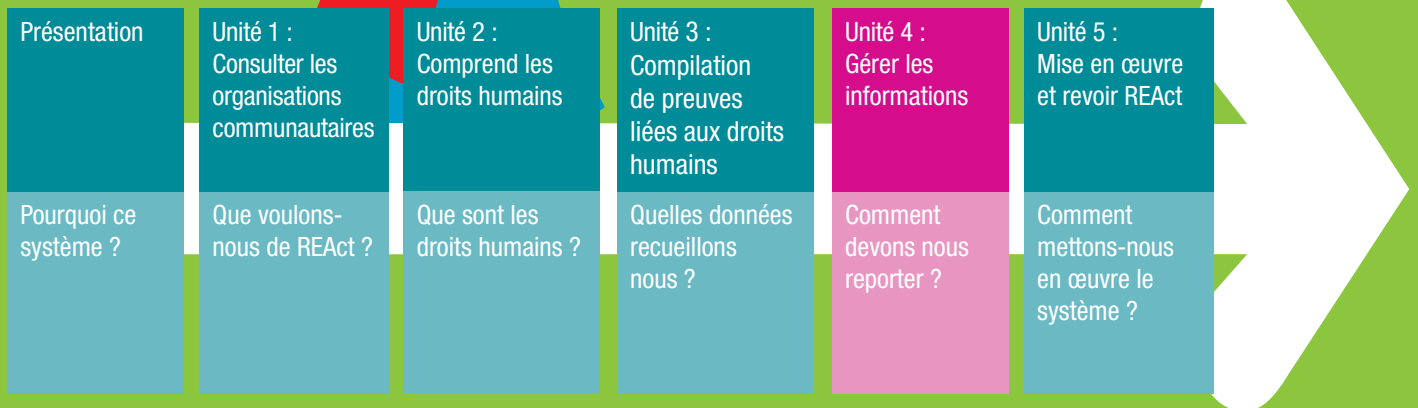 Présentation
Pourquoi ce
système ?
Unité 1 :
Consulter les
organisations
communautaires
Que voulons-
nous de REAct ?
Unité 2 :
Comprend les
droits humains
Que sont les
droits humains ?
Unité 3 :
Compilation
de preuves
liées aux droits
humains
Quelles données
recueillons
nous ?
Unité 4 :
Gérer les
informations
Comment
devons nous
reporter ?
Unité 5 :
Mise en œuvre
et revoir REAct
Comment
mettons-nous
en œuvre le
système ?